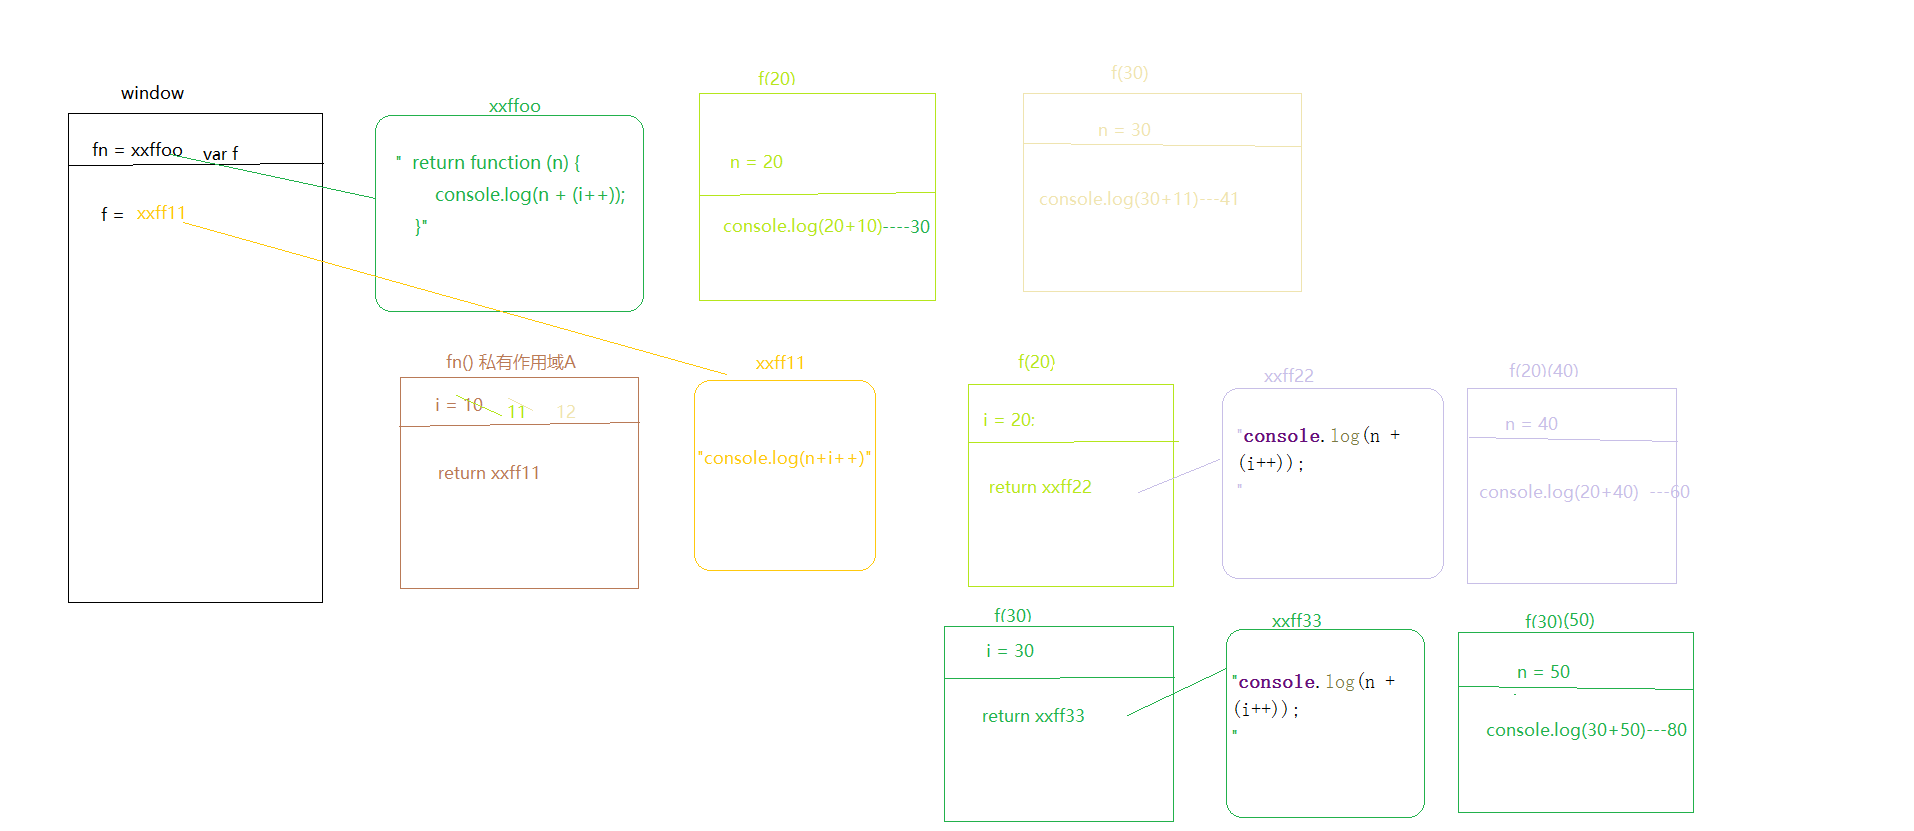 window
fn = xxffoo var f
f = xxff11
xxffoo
" return function (n) {
console.log(n + (i++));
}"
f(20)
n = 20
console.log(20+10)----30
f(30)
n = 30
console.log(30+11)---41
fn() 私有作用域A
i = 10 11 12
return xxff11
xxff11
"console.log(n+i++)"
f(20)
i = 20:
return xxff22
xxff22
"console.log(n +
(i++));
"
f(20)(40)
n = 40
console.log(20+40) ---60
f(30)
i = 30
return xxff33
xxff33
"console.log(n +
(i++));
"
f(30)(50)
n = 50
console.log(30+50)---80